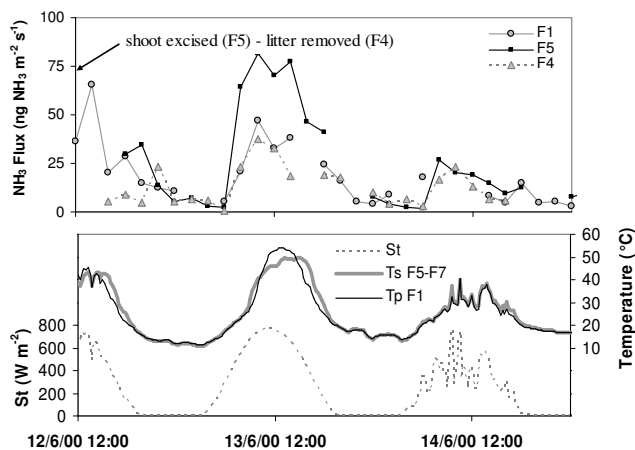 NH₃ Flux (ng NH₃ m⁻² s⁻¹)
100
75
50
25
0
shoot excised (F5) - litter removed (F4)
F1
F5
F4
St (W m⁻²)
800
600
400
200
0
St
Ts F5-F7
Tp F1
60
50
40
30
20
10
Temperature (°C)
12/6/00 12:00
13/6/00 12:00
14/6/00 12:00